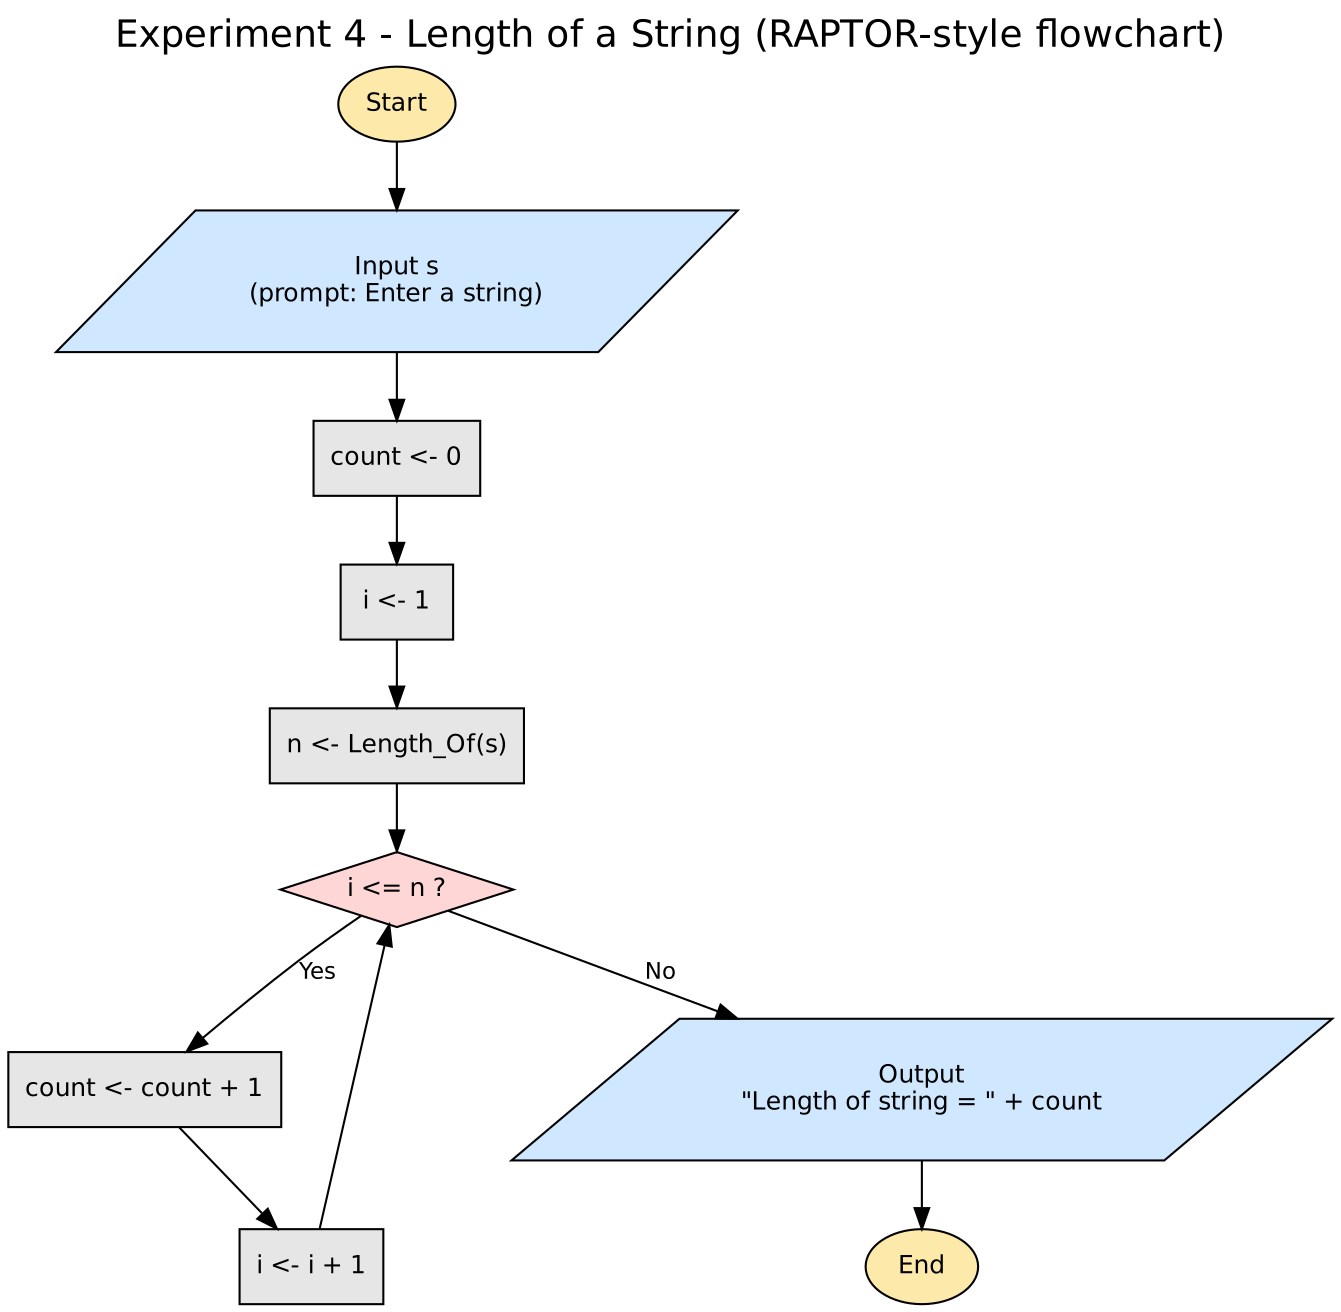 Experiment 4 - Length of a String (RAPTOR-style flowchart)
Start
Input s
(prompt: Enter a string)
count <- 0
i <- 1
n <- Length_Of(s)
i <= n ?
Yes
No
count <- count + 1
Output
"Length of string = " + count
i <- i + 1
End